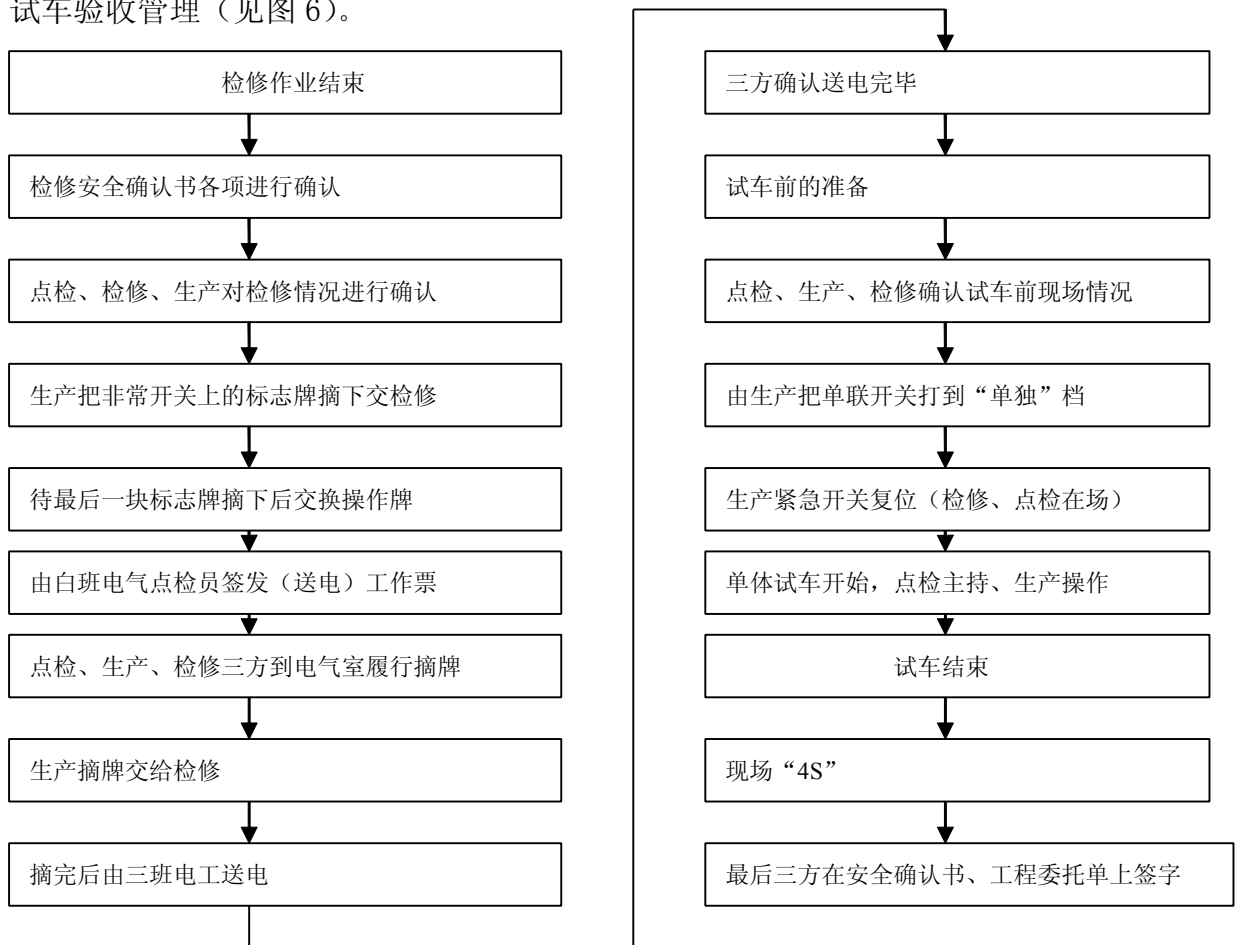 试车验收管理（见图 6）。
检修作业结束
检修安全确认书各项进行确认
点检、检修、生产对检修情况进行确认
生产把非常开关上的标志牌摘下交检修
待最后一块标志牌摘下后交换操作牌
由白班电气点检员签发（送电）工作票
点检、生产、检修三方到电气室履行摘牌
生产摘牌交给检修
摘完后由三班电工送电
三方确认送电完毕
试车前的准备
点检、生产、检修确认试车前现场情况
由生产把单联开关打到“单独”档
生产紧急开关复位（检修、点检在场）
单体试车开始，点检主持、生产操作
试车结束
现场“4S”
最后三方在安全确认书、工程委托单上签字